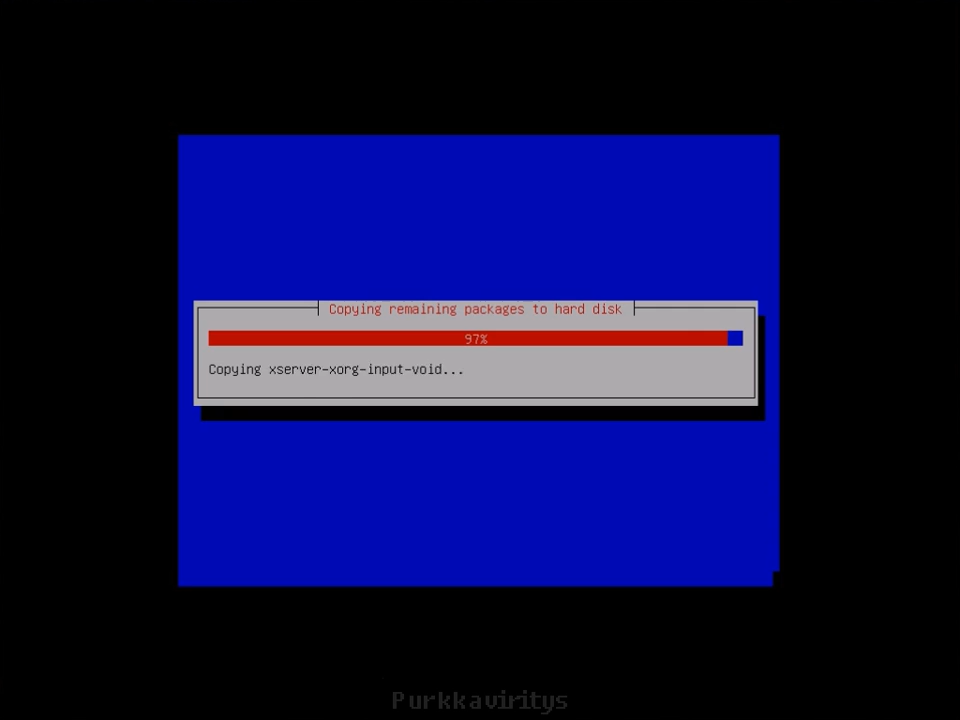 Copying remaining packages to hard disk
97%
Copying xserver-xorg-input-void...
Purkkaviritys